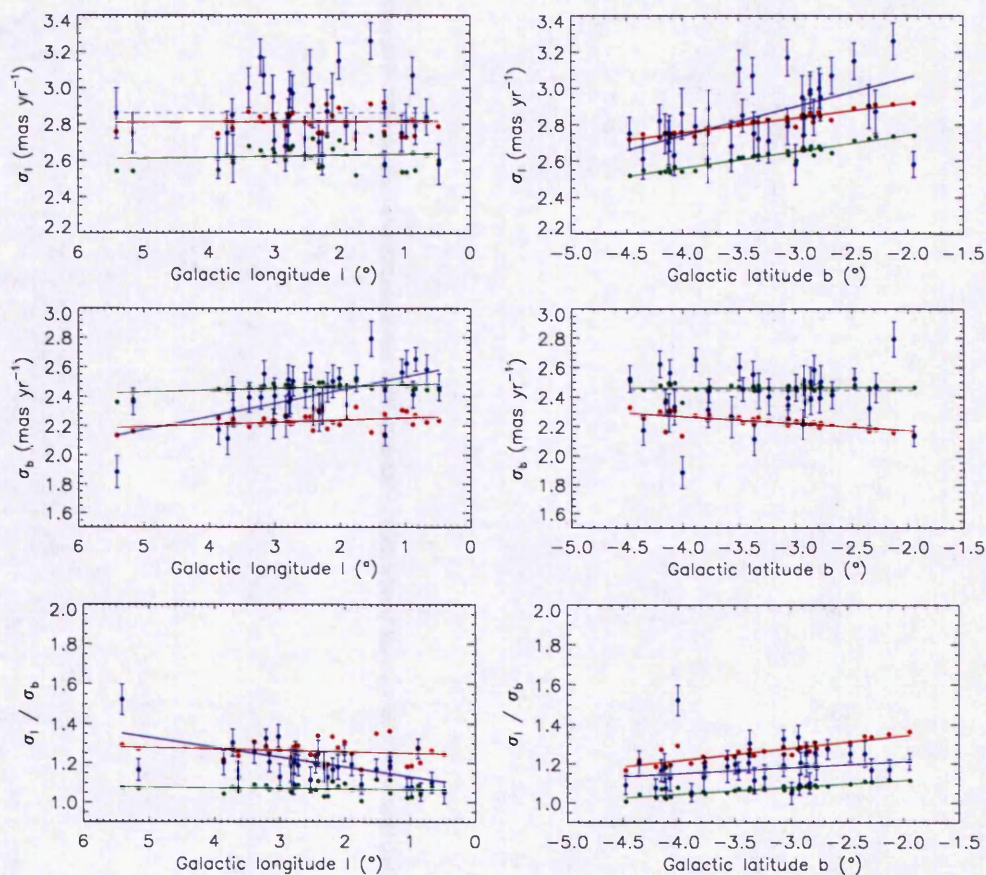 3.4
3.2
3.0
2.8
2.6
2.4
2.2
σ_l (mas yr⁻¹)
6 5 4 3 2 1 0
Galactic longitude l (°)
3.4
3.2
3.0
2.8
2.6
2.4
2.2
σ_l (mas yr⁻¹)
−5.0 −4.5 −4.0 −3.5 −3.0 −2.5 −2.0 −1.5
Galactic latitude b (°)
3.0
2.8
2.6
2.4
2.2
2.0
1.8
1.6
σ_b (mas yr⁻¹)
6 5 4 3 2 1 0
Galactic longitude l (°)
3.0
2.8
2.6
2.4
2.2
2.0
1.8
1.6
σ_b (mas yr⁻¹)
−5.0 −4.5 −4.0 −3.5 −3.0 −2.5 −2.0 −1.5
Galactic latitude b (°)
2.0
1.8
1.6
1.4
1.2
1.0
σ_l / σ_b
6 5 4 3 2 1 0
Galactic longitude l (°)
2.0
1.8
1.6
1.4
1.2
1.0
σ_l / σ_b
−5.0 −4.5 −4.0 −3.5 −3.0 −2.5 −2.0 −1.5
Galactic latitude b (°)